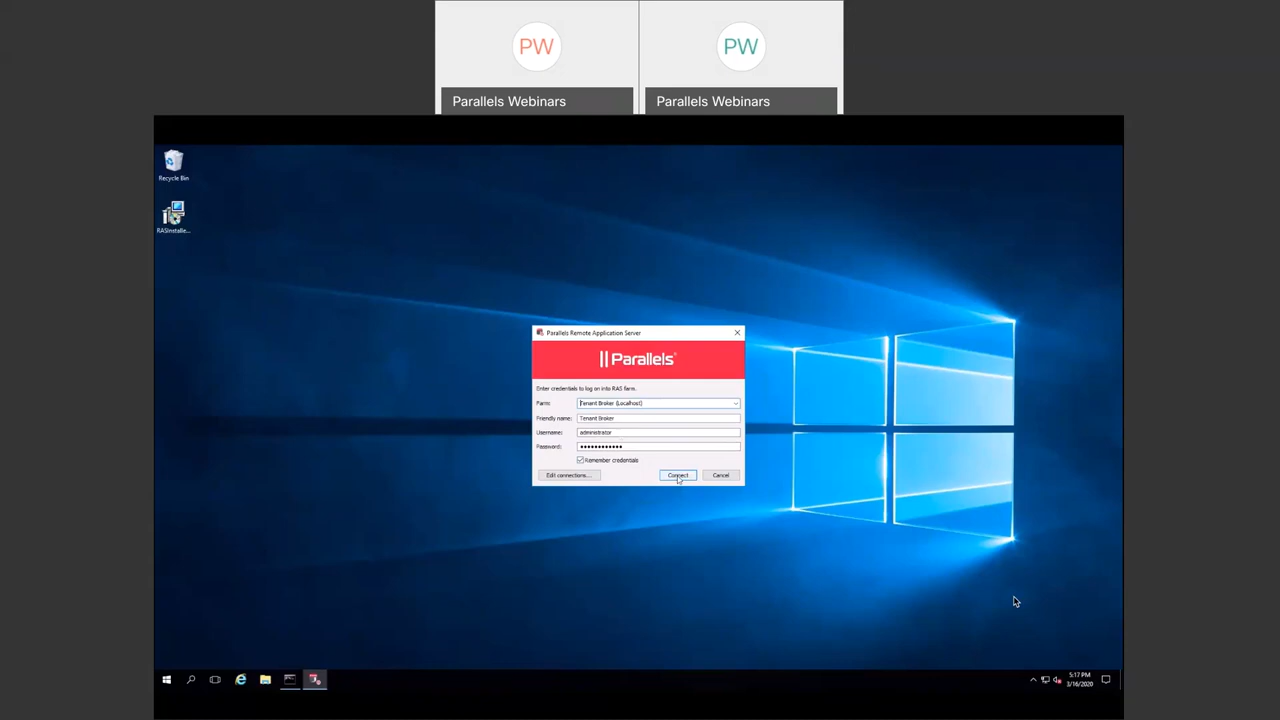 PW
PW
Parallels Webinars
Parallels Webinars
Recycle Bin
RASInstalle...
Parallels Remote Application Server
Parallels®
Enter credentials to log on into RAS farm.
Farm: Tenant Broker (Localhost)
Friendly name: Tenant Broker
Username: administrator
Password: ••••••••••••
Remember credentials
Edit connections... Connect Cancel
5:17 PM
3/16/2020